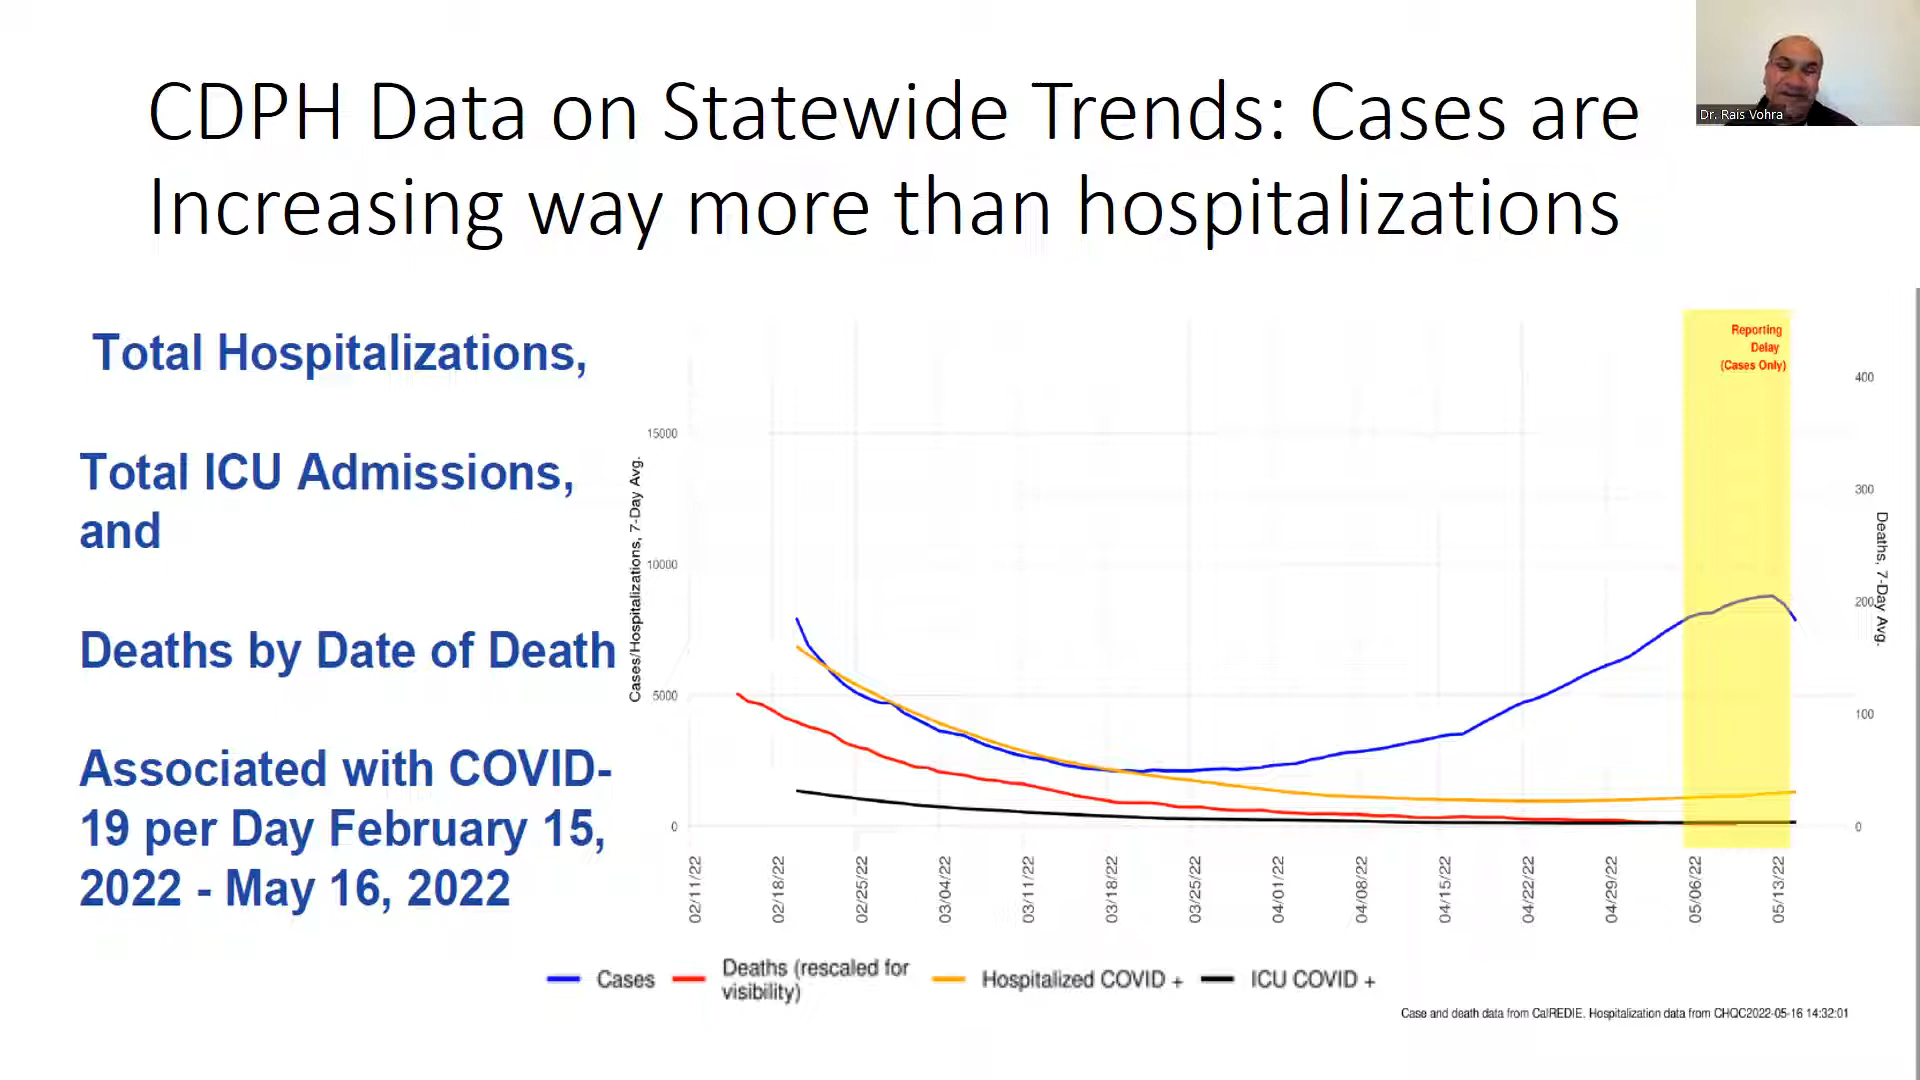 CDPH Data on Statewide Trends: Cases are
Increasing way more than hospitalizations
Dr. Rais Vohra
Total Hospitalizations,
Total ICU Admissions,
and
Deaths by Date of Death
Associated with COVID-
19 per Day February 15,
2022 - May 16, 2022
Reporting
Delay
(Cases Only)
Cases/Hospitalizations, 7-Day Avg.
15000
10000
5000
0
400
300
200
100
0
Deaths, 7-Day Avg.
02/11/22
02/18/22
02/25/22
03/04/22
03/11/22
03/18/22
03/25/22
04/01/22
04/08/22
04/15/22
04/22/22
04/29/22
05/06/22
05/13/22
Cases
Deaths (rescaled for
visibility)
Hospitalized COVID +
ICU COVID +
Case and death data from CalREDIE. Hospitalization data from CHQC2022-05-16 14:32:01